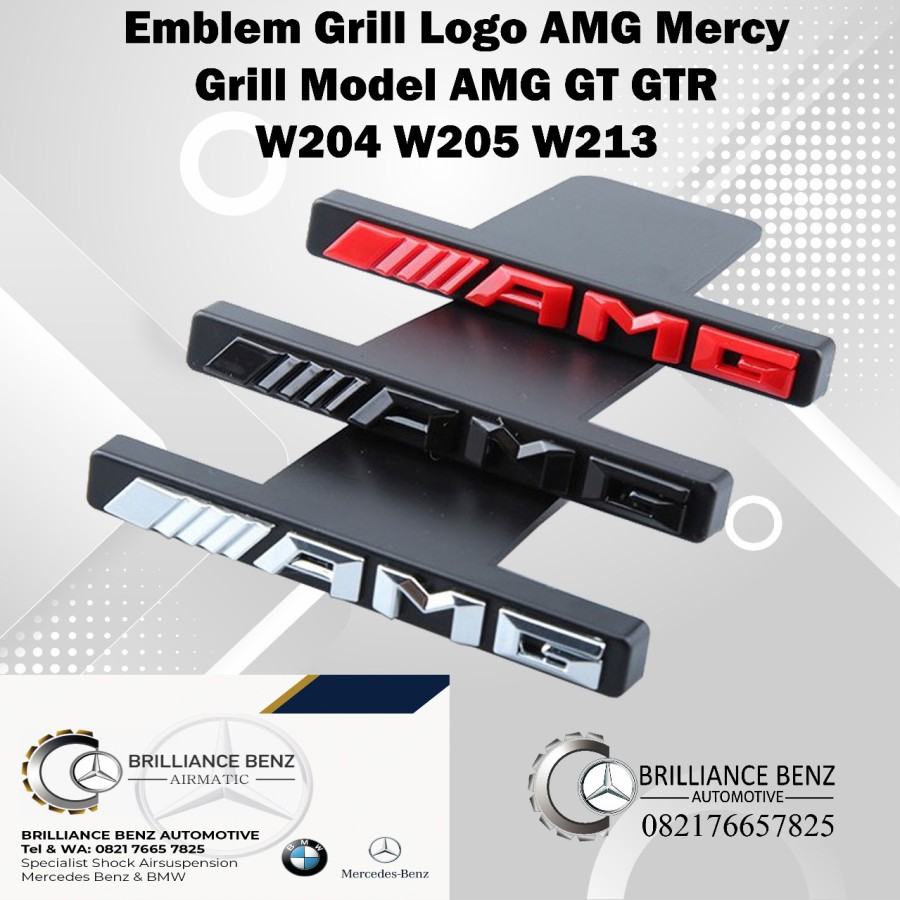 Emblem Grill Logo AMG Mercy
Grill Model AMG GT GTR
W204 W205 W213
AMG
AMG
AMG
BRILLIANCE BENZ
AIRMATIC
BRILLIANCE BENZ AUTOMOTIVE
Tel & WA: 0821 7665 7825
Specialist Shock Airsuspension
Mercedes Benz & BMW
BMW
Mercedes-Benz
BRILLIANCE BENZ
AUTOMOTIVE
082176657825